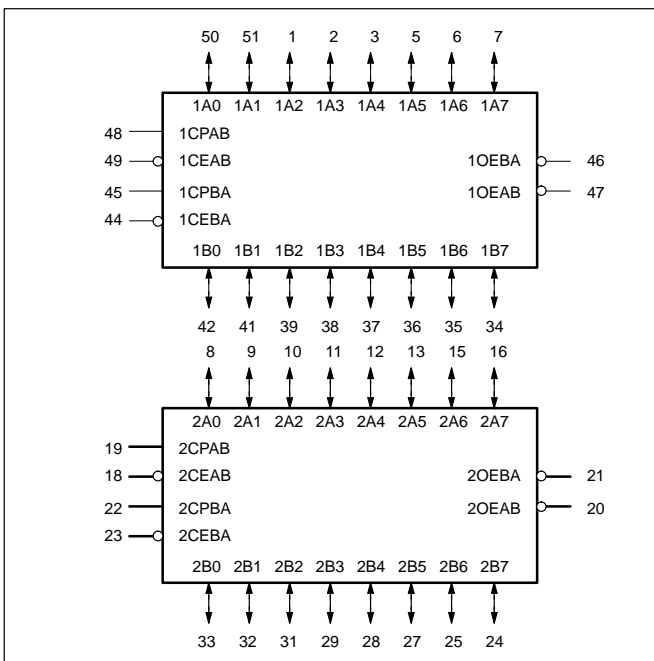 50 51 1 2 3 5 6 7
1A0 1A1 1A2 1A3 1A4 1A5 1A6 1A7
48 1CPAB
49 1CEAB 1OEBA 46
45 1CPBA 1OEAB 47
44 1CEBA
1B0 1B1 1B2 1B3 1B4 1B5 1B6 1B7
42 41 39 38 37 36 35 34
8 9 10 11 12 13 15 16
2A0 2A1 2A2 2A3 2A4 2A5 2A6 2A7
19 2CPAB
18 2CEAB 2OEBA 21
22 2CPBA 2OEAB 20
23 2CEBA
2B0 2B1 2B2 2B3 2B4 2B5 2B6 2B7
33 32 31 29 28 27 25 24